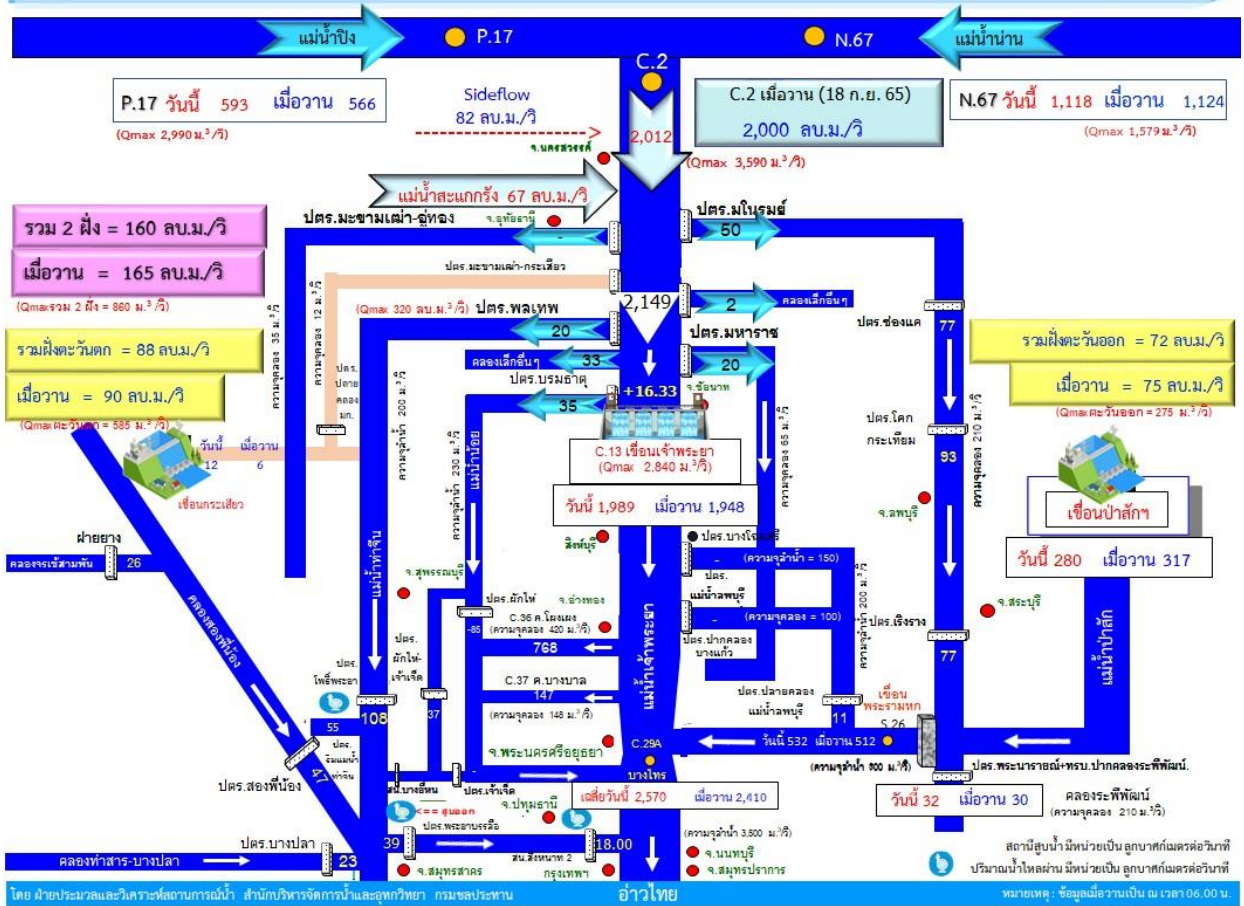 แม่น้ำปิง
P.17
N.67
แม่น้ำน่าน
C.2
P.17 วันนี้ 593 เมื่อวาน 566
(Qmax 2,990 ม.³/วิ)
Sideflow
82 ลบ.ม./วิ
จ.นครสวรรค์
2,012
C.2 เมื่อวาน (18 ก.ย. 65)
2,000 ลบ.ม./วิ
(Qmax 3,590 ม.³/วิ)
N.67 วันนี้ 1,118 เมื่อวาน 1,124
(Qmax 1,579 ม.³/วิ)
แม่น้ำสะแกกรัง 67 ลบ.ม./วิ
รวม 2 ฝั่ง = 160 ลบ.ม./วิ
เมื่อวาน = 165 ลบ.ม./วิ
(Qmaxรวม 2 ฝั่ง = 860 ม.³/วิ)
รวมฝั่งตะวันตก = 88 ลบ.ม./วิ
เมื่อวาน = 90 ลบ.ม./วิ
(Qmaxตะวันตก = 585 ม.³/วิ)
ปตร.มะขามเฒ่า-อู่ทอง
จ.อุทัยธานี
-
ปตร.มโนรมย์
50
ปตร.มะขามเฒ่า-กระเสียว
ความจุคลอง 35 ม.³/วิ
ความจุคลอง 12 ม.³/วิ
(Qmax 320 ลบ.ม.³/วิ) ปตร.พลเทพ
20
2,149
2
คลองเล็กอื่นๆ
คลองเล็กอื่นๆ
33
ปตร.มหาราช
20
ปตร.บรมธาตุ
35
+16.33
จ.ชัยนาท
C.13 เขื่อนเจ้าพระยา
(Qmax 2,840 ม.³/วิ)
วันนี้ 1,989 เมื่อวาน 1,948
ปตร.ช่องแค
77
รวมฝั่งตะวันออก = 72 ลบ.ม./วิ
เมื่อวาน = 75 ลบ.ม./วิ
(Qmaxตะวันออก = 275 ม.³/วิ)
ปตร.
ปลาย
คลอง
มก.
วันนี้ เมื่อวาน
12 6
เขื่อนกระเสียว
ความจุลำน้ำ 200 ม.³/วิ
ความจุลำน้ำ 230 ม.³/วิ
แม่น้ำน้อย
ความจุคลอง 65 ม.³/วิ
ปตร.โคก
กระเทียม
93
ความจุคลอง 210 ม.³/วิ
จ.ลพบุรี
เขื่อนป่าสักฯ
วันนี้ 280 เมื่อวาน 317
ฝายยาง
คลองจรเข้สามพัน
26
คลองสองพี่น้อง
แม่น้ำท่าจีน
จ.สุพรรณบุรี
สิงห์บุรี
(ความจุลำน้ำ = 150)
-
ปตร.
แม่น้ำลพบุรี
ความจุลำน้ำ 200 ม.³/วิ
ปตร.ผักไห่
-85
จ.อ่างทอง
C.36 ค.โผงเผง
(ความจุคลอง 420 ม.³/วิ)
768
-
(ความจุคลอง = 100)
ปตร.ปากคลอง
บางแก้ว
ปตร.เริงราง
77
จ.สระบุรี
แม่น้ำป่าสัก
แม่น้ำเจ้าพระยา
ปตร.
ผักไห่-
เจ้าเจ็ด
37
C.37 ค.บางบาล
147
(ความจุคลอง 148 ม.³/วิ)
ปตร.ปลายคลอง
แม่น้ำลพบุรี
11
เขื่อน
พระรามหก
S.26
ปตร.
โพธิ์พระยา
108
55
47
ปตร.สองพี่น้อง
จ.พระนครศรีอยุธยา
C.29A
บางไทร
วันนี้ 532 เมื่อวาน 512
(ความจุลำน้ำ 900 ม.³/วิ)
ปตร.พระนารายณ์+ทรบ.ปากคลองระพีพัฒน์.
สน.บางยี่หน
ปตร.เจ้าเจ็ด
เฉลี่ยวันนี้ 2,570 เมื่อวาน 2,410
วันนี้ 32 เมื่อวาน 30
คลองระพีพัฒน์
(ความจุคลอง 210 ม.³/วิ)
<== สูบออก
จ.ปทุมธานี
ปตร.พระยาบรรลือ
39
18.00
สน.สิงหนาท 2
(ความจุลำน้ำ 3,500 ม.³/วิ)
จ.นนทบุรี
จ.สมุทรปราการ
ปตร.บางปลา
คลองท่าสาร-บางปลา
23
จ.สมุทรสาคร
กรุงเทพฯ
สถานีสูบน้ำ มีหน่วยเป็น ลูกบาศก์เมตรต่อวินาที
ปริมาณน้ำไหลผ่าน มีหน่วยเป็น ลูกบาศก์เมตรต่อวินาที
โดย ฝ่ายประมวลและวิเคราะห์สถานการณ์น้ำ สำนักบริหารจัดการน้ำและอุทกวิทยา กรมชลประทาน
อ่าวไทย
หมายเหตุ : ข้อมูลเมื่อวานเป็น ณ เวลา 06.00 น.